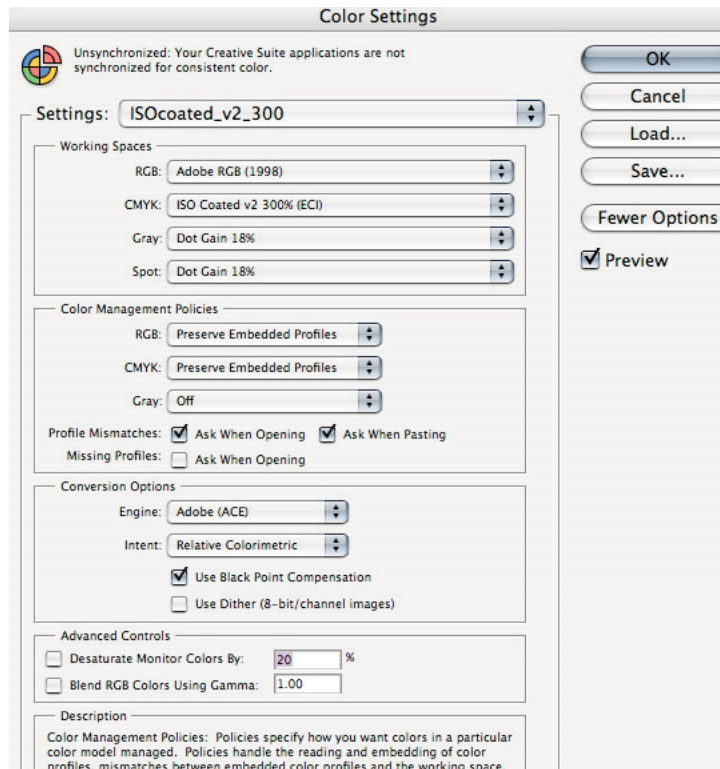 Color Settings
Unsynchronized: Your Creative Suite applications are not
synchronized for consistent color.
OK
Cancel
Load...
Save...
Fewer Options
Preview
Settings: ISOcoated_v2_300
Working Spaces
RGB: Adobe RGB (1998)
CMYK: ISO Coated v2 300% (ECI)
Gray: Dot Gain 18%
Spot: Dot Gain 18%
Color Management Policies
RGB: Preserve Embedded Profiles
CMYK: Preserve Embedded Profiles
Gray: Off
Profile Mismatches: Ask When Opening Ask When Pasting
Missing Profiles: Ask When Opening
Conversion Options
Engine: Adobe (ACE)
Intent: Relative Colorimetric
Use Black Point Compensation
Use Dither (8-bit/channel images)
Advanced Controls
Desaturate Monitor Colors By: 20 %
Blend RGB Colors Using Gamma: 1.00
Description
Color Management Policies: Policies specify how you want colors in a particular
color model managed. Policies handle the reading and embedding of color
profiles, mismatches between embedded color profiles and the working space,